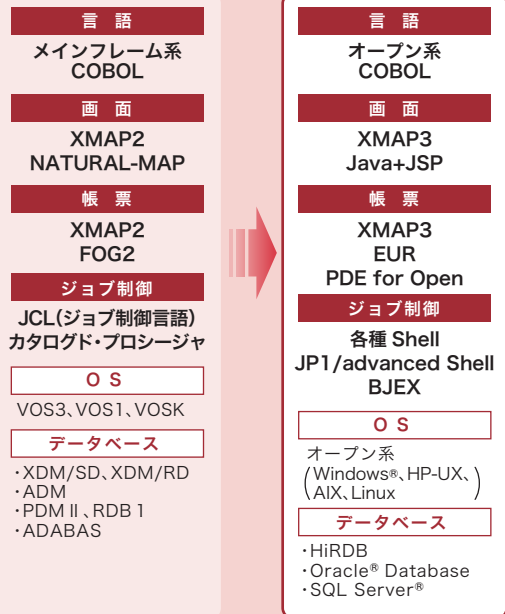 言 語
メインフレーム系
COBOL
画 面
XMAP2
NATURAL-MAP
帳 票
XMAP2
FOG2
ジョブ制御
JCL(ジョブ制御言語)
カタログド・プロシージャ
O S
VOS3、VOS1、VOSK
データベース
・XDM/SD、XDM/RD
・ADM
・PDMⅡ、RDB1
・ADABAS
言 語
オープン系
COBOL
画 面
XMAP3
Java+JSP
帳 票
XMAP3
EUR
PDE for Open
ジョブ制御
各種 Shell
JP1/advanced Shell
BJEX
O S
オープン系
(Windows®、HP-UX、
AIX、Linux)
データベース
・HiRDB
・Oracle® Database
・SQL Server®